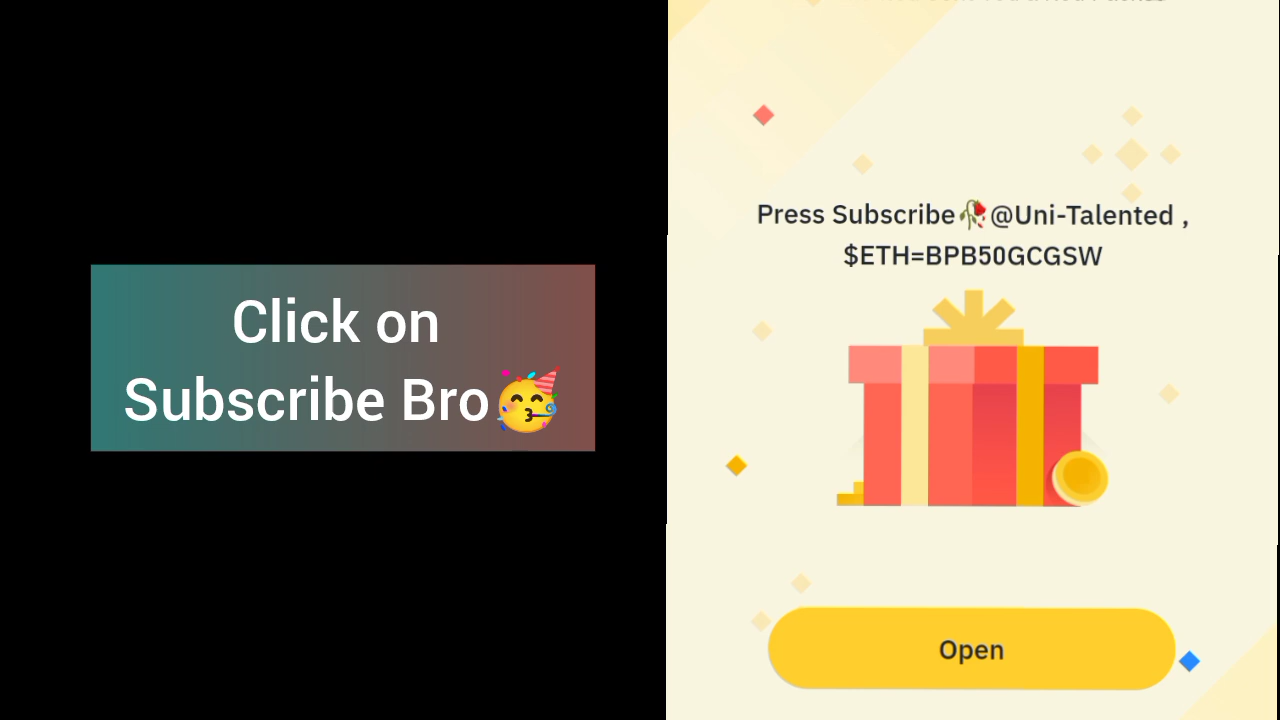 Click on
Subscribe Bro🥳
Press Subscribe🥀@Uni-Talented ,
$ETH=BPB50GCGSW
Open